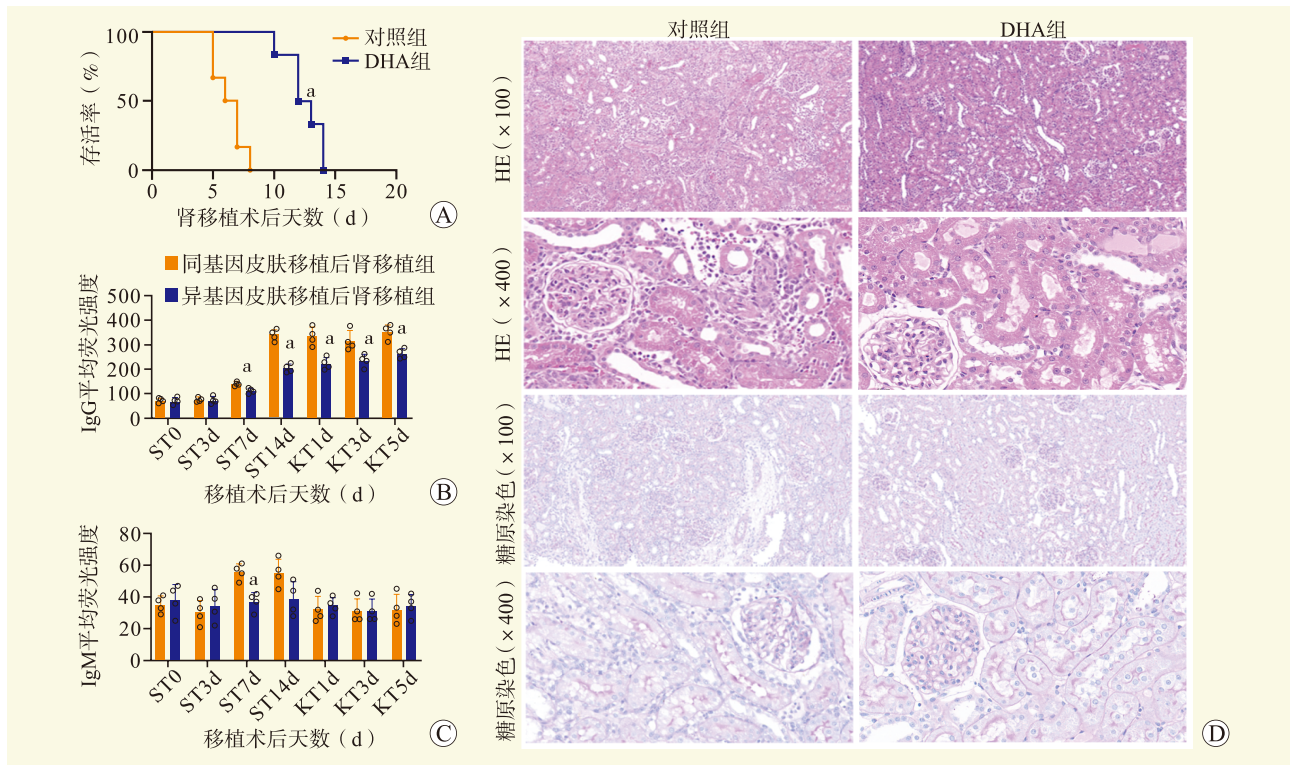 100
50
0
存活率（%）
对照组
DHA组
a
0 5 10 15 20
肾移植术后天数（d）
A
同基因皮肤移植后肾移植组
异基因皮肤移植后肾移植组
500
400
300
200
100
0
IgG平均荧光强度
a a a a a
ST0 ST3d ST7d ST14d KT1d KT3d KT5d
移植术后天数（d）
B
80
60
40
20
0
IgM平均荧光强度
a
ST0 ST3d ST7d ST14d KT1d KT3d KT5d
移植术后天数（d）
C
对照组 DHA组
HE（×100）
HE（×400）
糖原染色（×100）
糖原染色（×400）
D